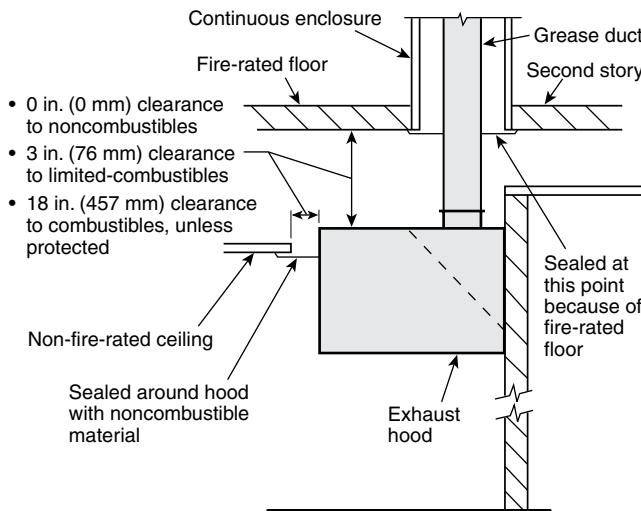 Continuous enclosure
Grease duct
Fire-rated floor
Second story
• 0 in. (0 mm) clearance
to noncombustibles
• 3 in. (76 mm) clearance
to limited-combustibles
• 18 in. (457 mm) clearance
to combustibles, unless
protected
Sealed at
this point
because of
fire-rated
floor
Non-fire-rated ceiling
Sealed around hood
with noncombustible
material
Exhaust
hood